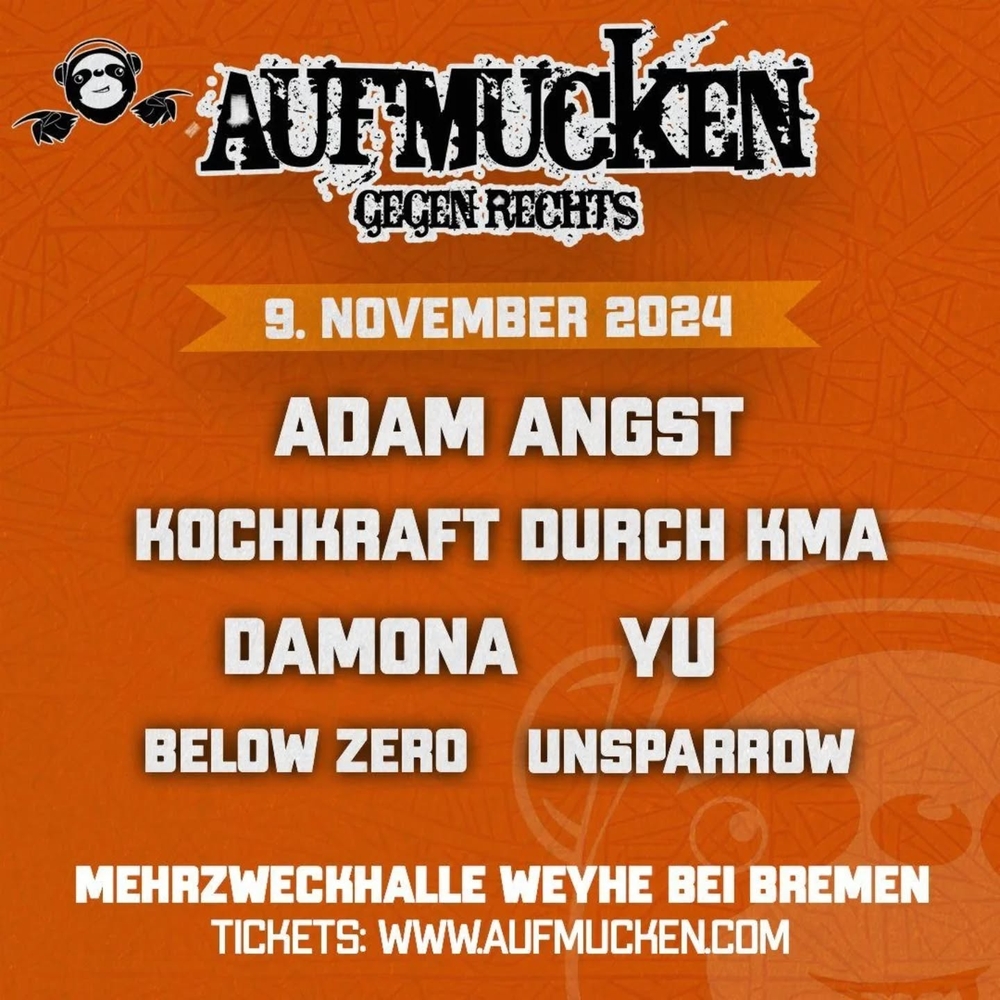 AUFMUCKEN
GEGEN RECHTS
9. NOVEMBER 2024
ADAM ANGST
KOCHKRAFT DURCH KMA
DAMONA YU
BELOW ZERO UNSPARROW
MEHRZWECKHALLE WEYHE BEI BREMEN
TICKETS: WWW.AUFMUCKEN.COM